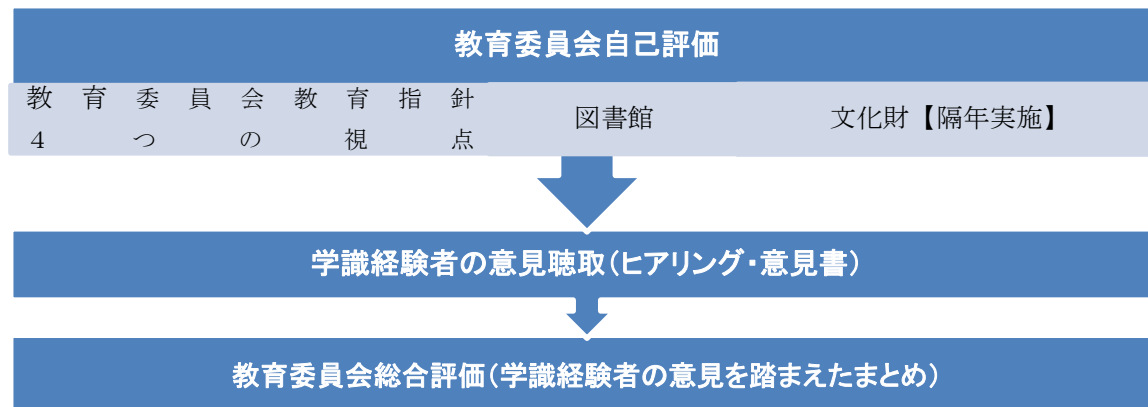 教育委員会自己評価
教育委員会教育指針
4つの視点
図書館
文化財【隔年実施】
学識経験者の意見聴取(ヒアリング・意見書)
教育委員会総合評価(学識経験者の意見を踏まえたまとめ)